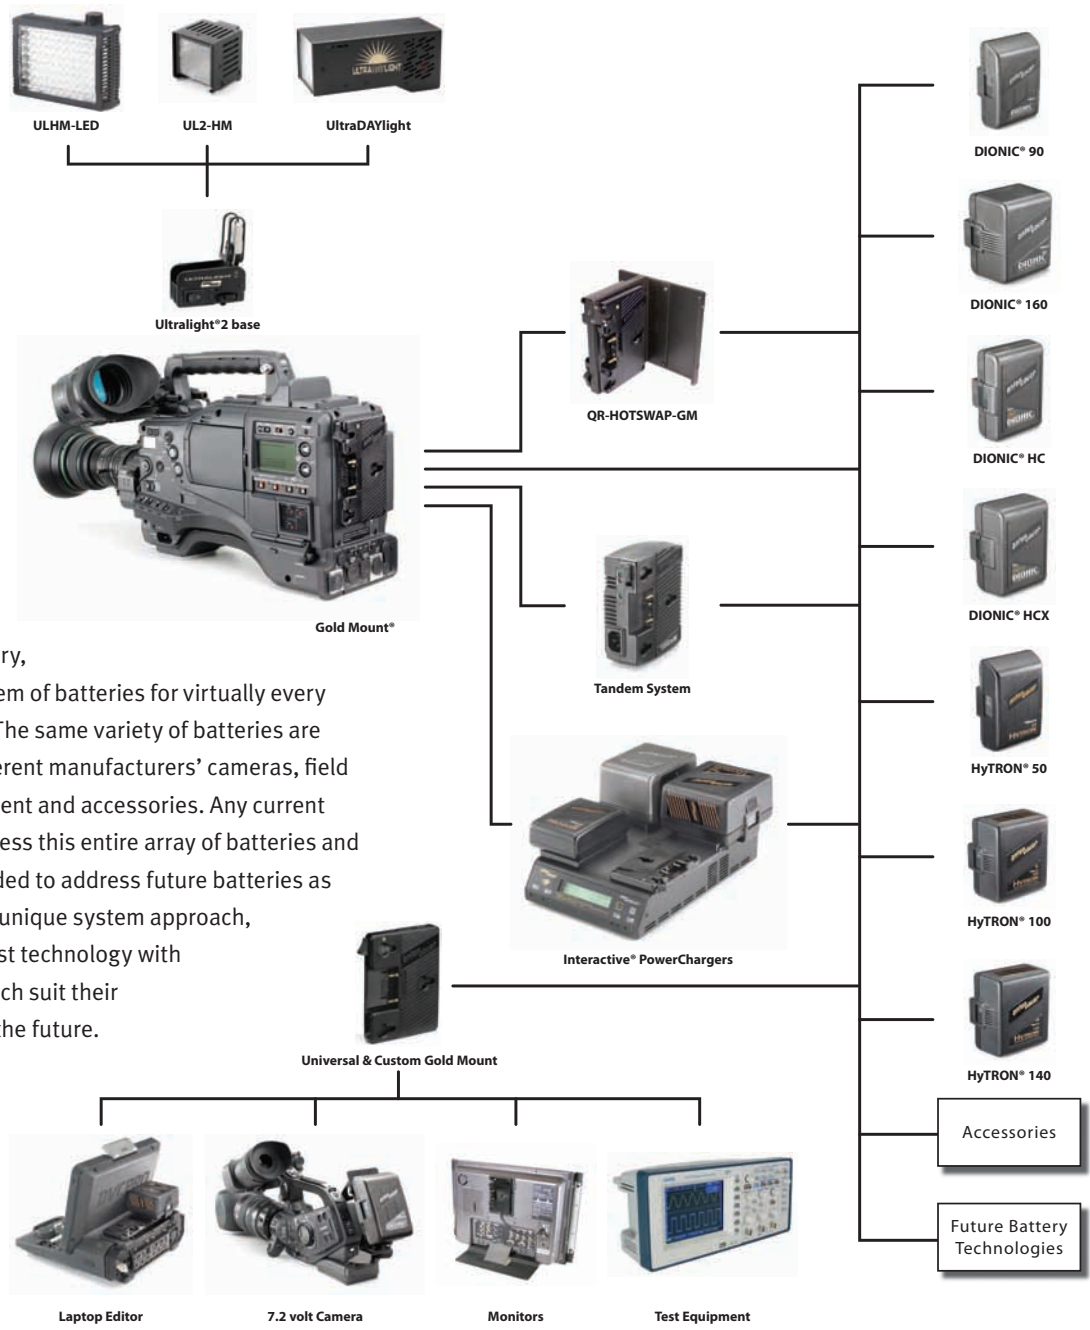 ULHM-LED
UL2-HM
UltraDAYlight
ULTRADAYLIGHT
Ultralight®2 base
Gold Mount®
QR-HOTSWAP-GM
Tandem System
Interactive® PowerChargers
DIONIC® 90
DIONIC® 160
DIONIC® HC
DIONIC® HCX
HyTRON® 50
HyTRON® 100
HyTRON® 140
Accessories
Future Battery
Technologies
ry,
em of batteries for virtually every
The same variety of batteries are
erent manufacturers’ cameras, field
ent and accessories. Any current
ess this entire array of batteries and
ded to address future batteries as
unique system approach,
st technology with
ch suit their
the future.
Universal & Custom Gold Mount
Laptop Editor
7.2 volt Camera
Monitors
Test Equipment